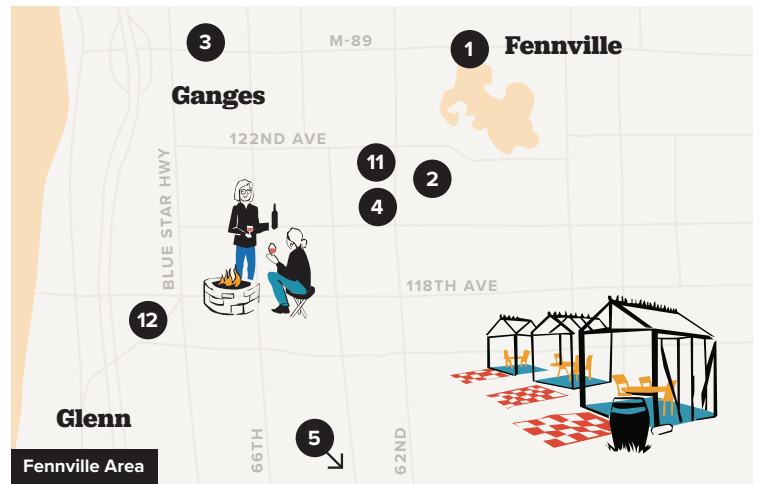 3
M-89
1
Fennville
Ganges
122ND AVE
11
2
BLUE STAR HWY
4
118TH AVE
12
Glenn
5
66TH
62ND
Fennville Area